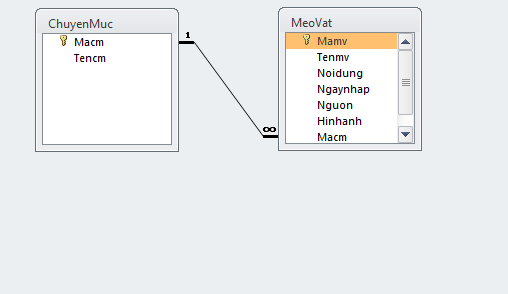 ChuyenMuc
Macm
Tencm
1
∞
MeoVat
Mamv
Tenmv
Noidung
Ngaynhap
Nguon
Hinhanh
Macm